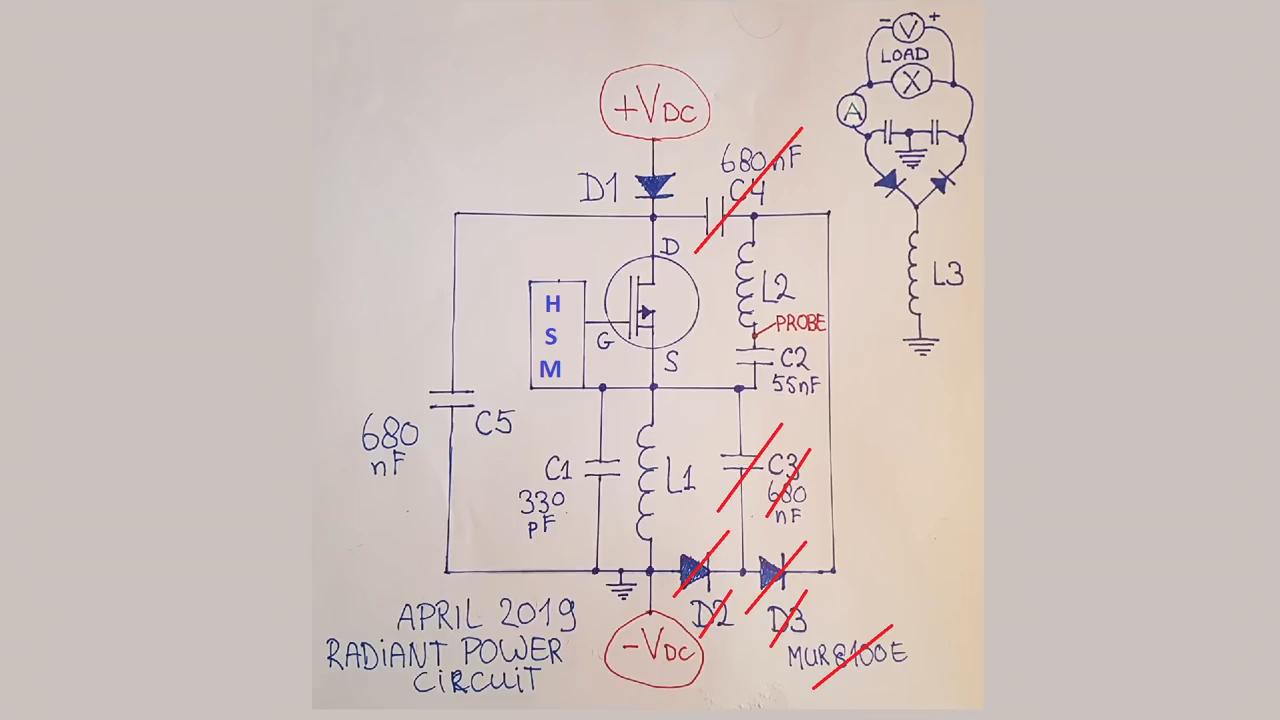 - V +
LOAD
X
A
+VDC
680nF
C4
D1
D
L2
L3
H
S
M
G
PROBE
S
C2
55nF
C5
680
nF
C1
330
pF
L1
C3
680
nF
D2
D3
APRIL 2019
RADiANT POWER
CiRCUiT
-VDC
MUR8100E